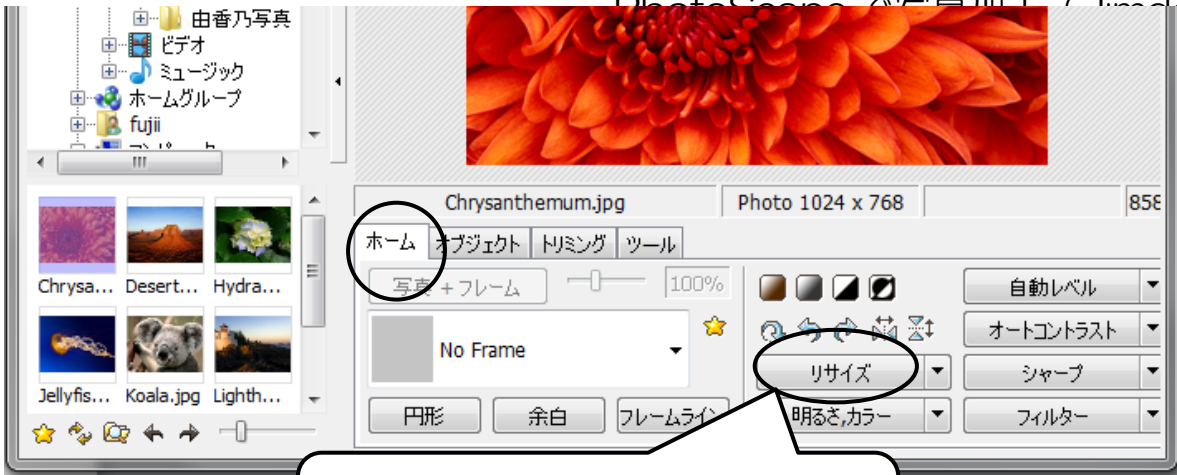 由香乃写真
ビデオ
ミュージック
ホームグループ
fujii
Chrysanthemum.jpg
Photo 1024 x 768
858
ホーム オブジェクト トリミング ツール
写真 +フレーム
100%
自動レベル
No Frame
オートコントラスト
リサイズ
シャープ
円形
余白
フレームライン
明るさ,カラー
フィルター
Chrysa... Desert... Hydra...
Jellyfis... Koala.jpg Lighth...